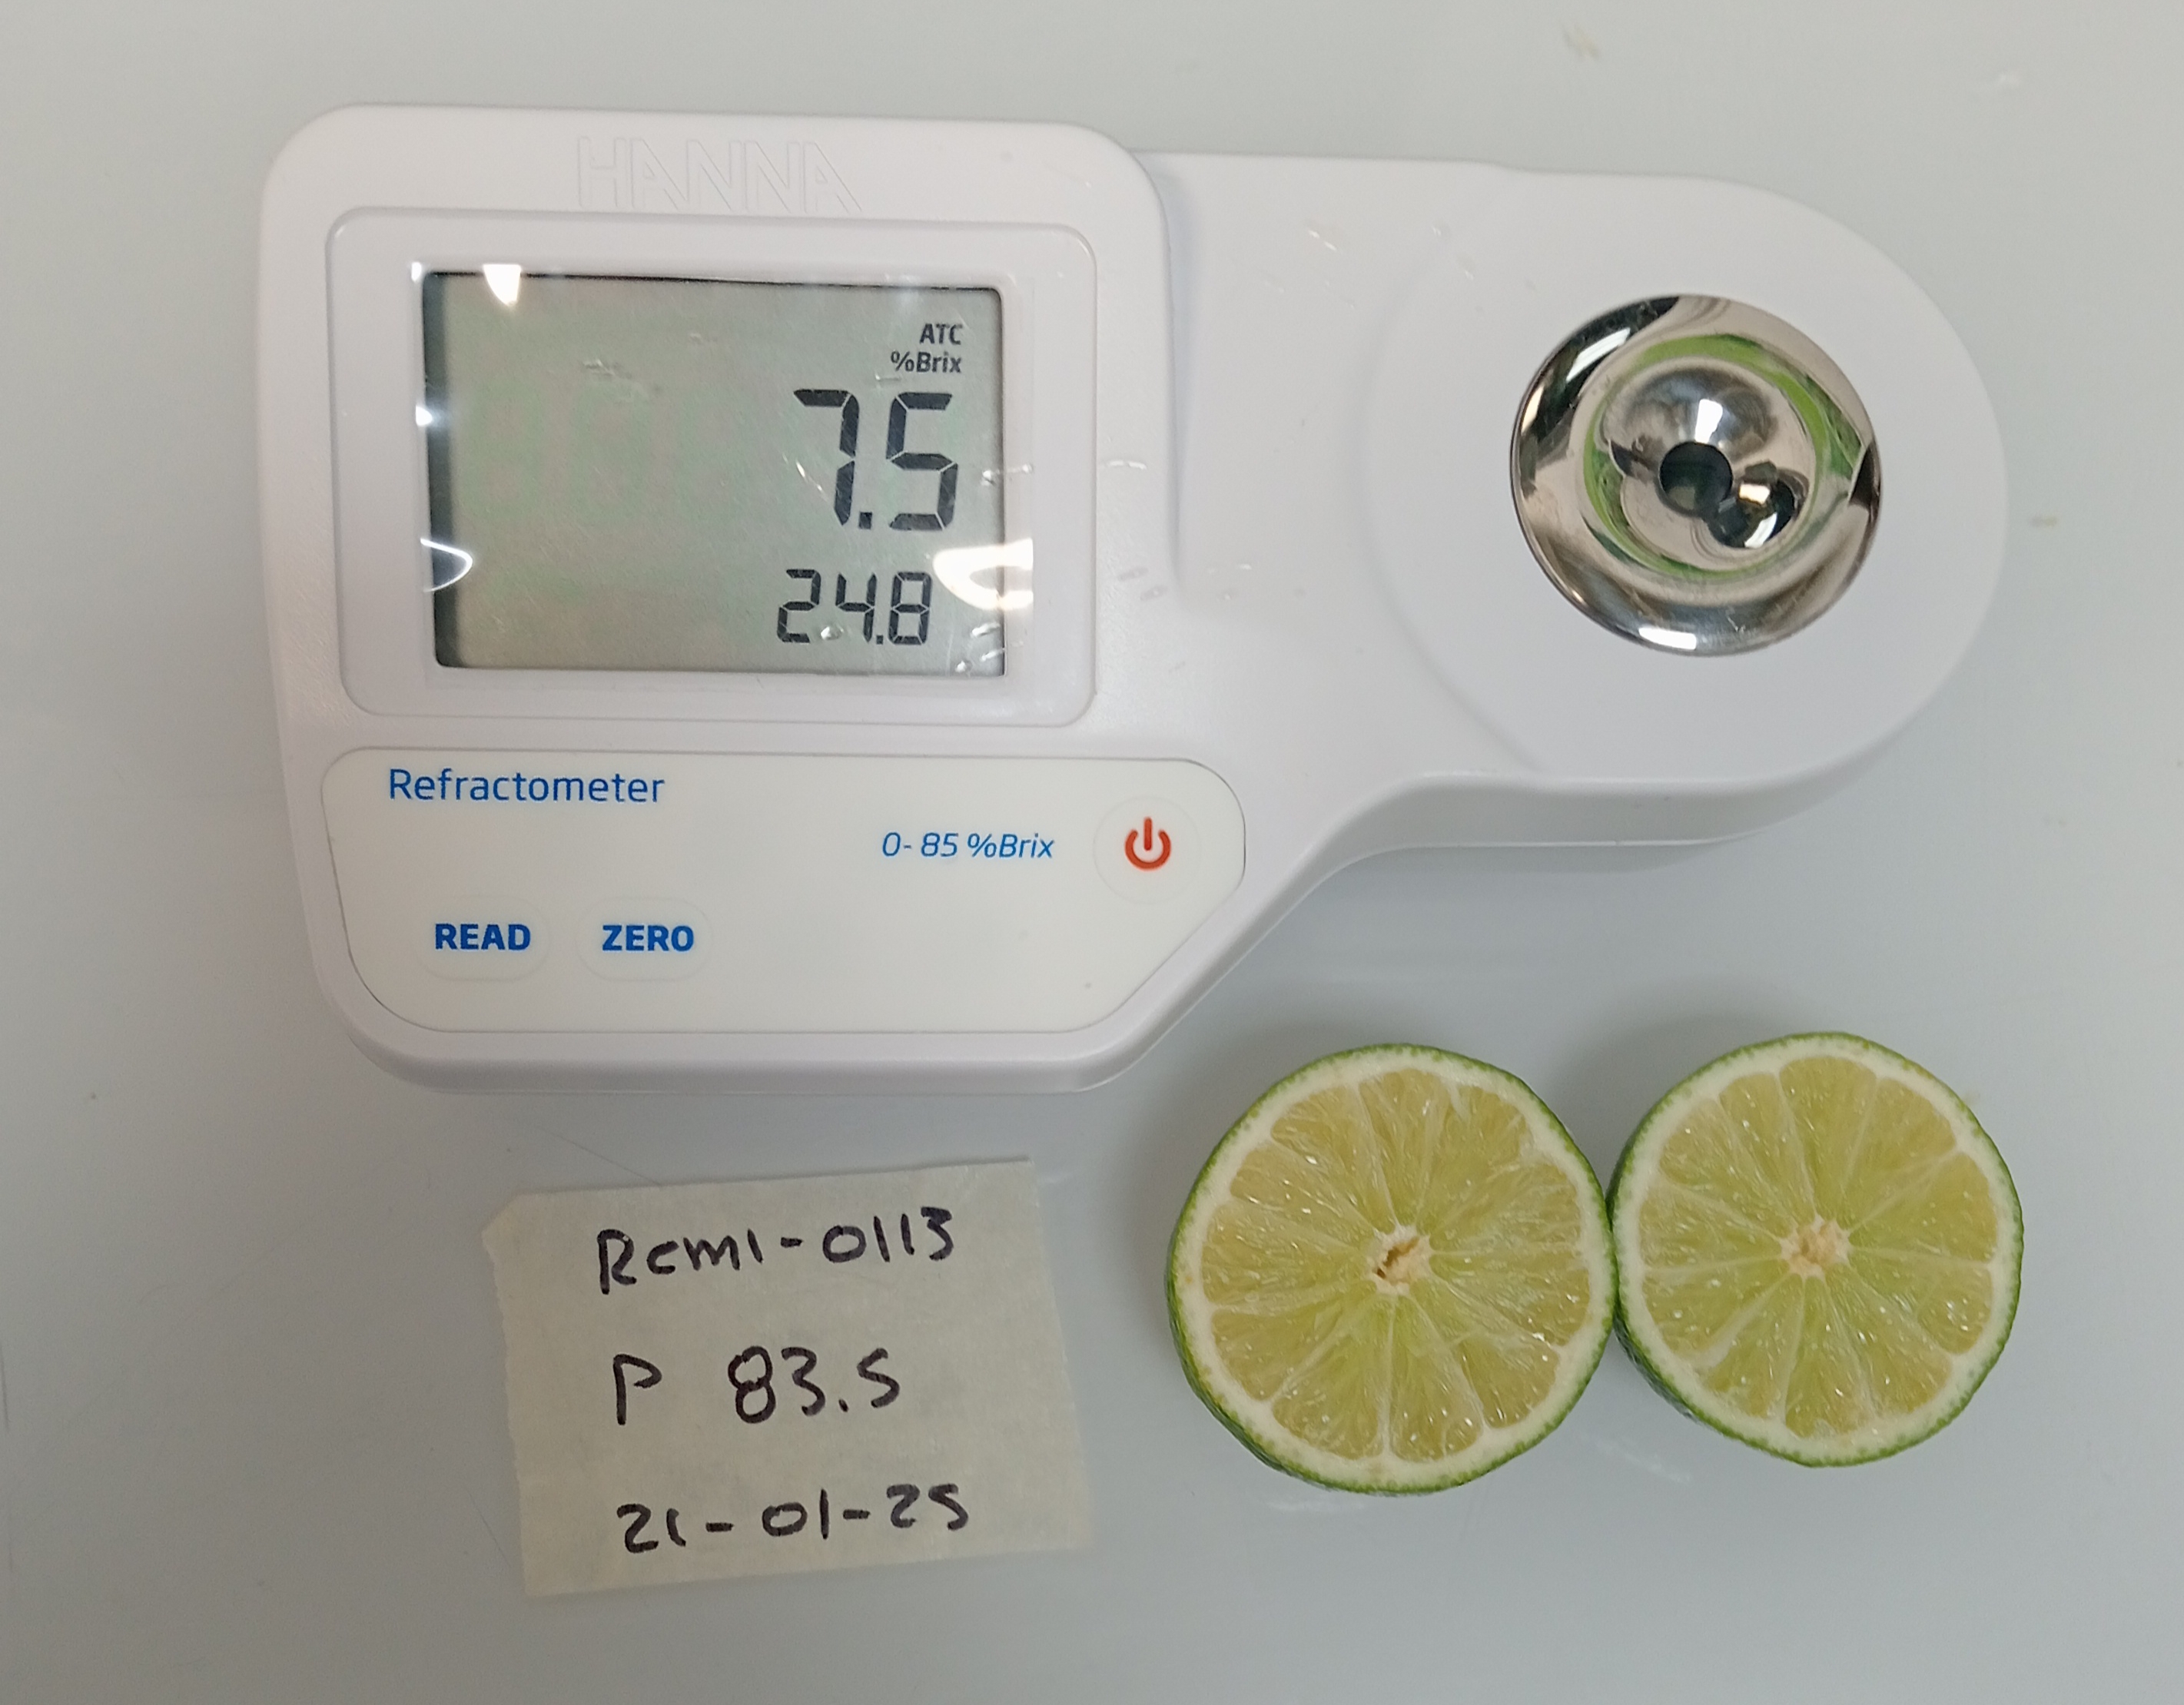 HANNA
ATC
%Brix
7.5
24.8
Refractometer
0-85 %Brix
READ
ZERO
Rcm1-0113
P 83.5
21-01-25